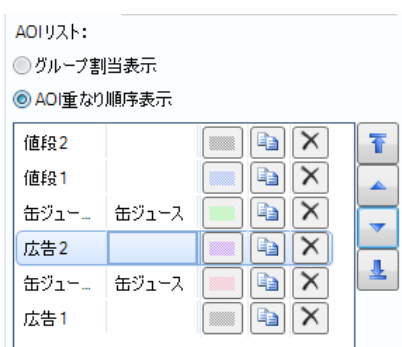 AOIリスト:
グループ割当表示
AOI重なり順序表示
値段2
値段1
缶ジュー... 缶ジュース
広告2
缶ジュー... 缶ジュース
広告1